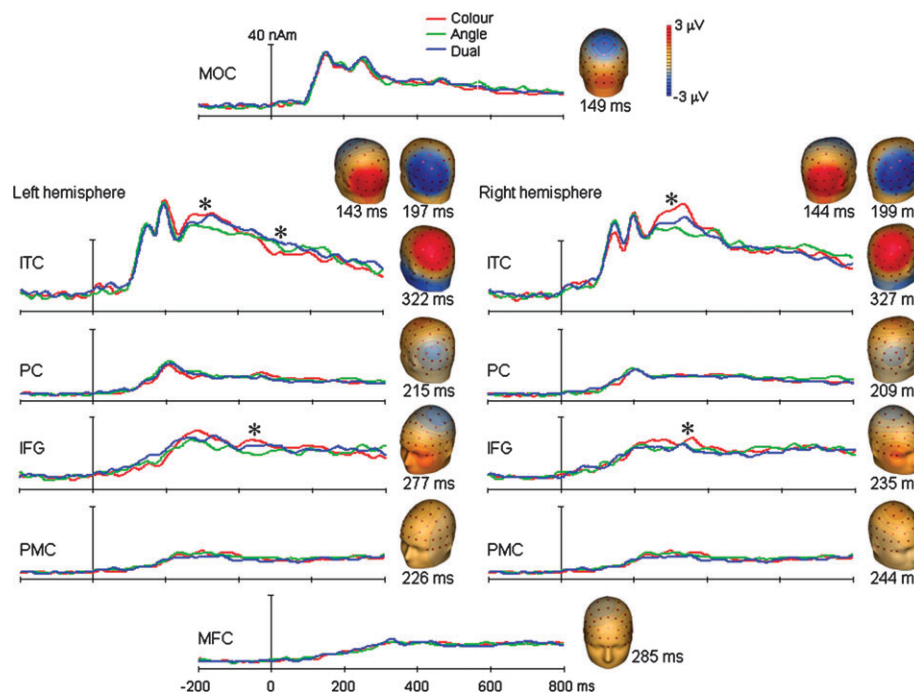 Colour
Angle
Dual
40 nAm
MOC
3 µV
-3 µV
149 ms
Left hemisphere
143 ms
197 ms
Right hemisphere
144 ms
199 m
*
*
*
ITC
322 ms
ITC
327 m
PC
215 ms
PC
209 m
*
*
IFG
277 ms
IFG
235 m
PMC
226 ms
PMC
244 m
MFC
285 ms
-200 0 200 400 600 800 ms